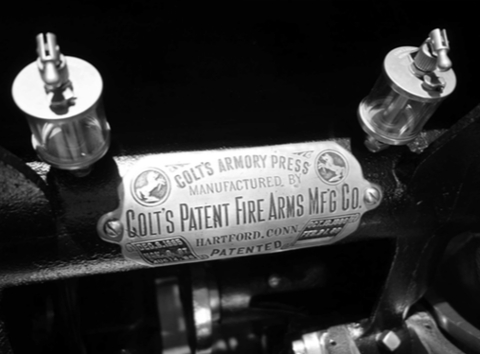 COLT'S ARMORY PRESS
MANUFACTURED BY
COLT'S PATENT FIRE ARMS MFG CO.
HARTFORD, CONN.
PATENTED